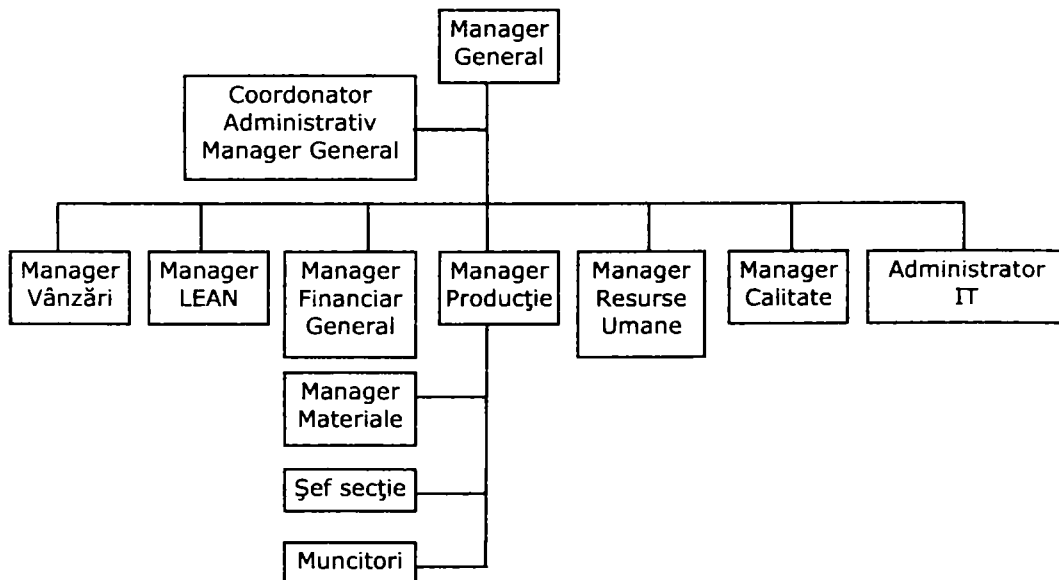 Manager
General
Coordonator
Administrativ
Manager General
Manager
Vânzări
Manager
LEAN
Manager
Financiar
General
Manager
Producţie
Manager
Resurse
Umane
Manager
Calitate
Administrator
IT
Manager
Materiale
Şef secţie
Muncitori